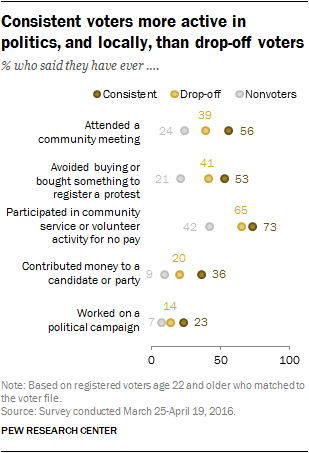 Consistent voters more active in
politics, and locally, than drop-off voters
% who said they have ever ....
Consistent Drop-off Nonvoters
39
Attended a
community meeting
24 56
41
Avoided buying or
bought something to
register a protest
21 53
65
Participated in community
service or volunteer
activity for no pay
42 73
20
Contributed money to a
candidate or party
9 36
14
Worked on a
political campaign
7 23
0 50 100
Note: Based on registered voters age 22 and older who matched to
the voter file.
Source: Survey conducted March 25-April 19, 2016.
PEW RESEARCH CENTER